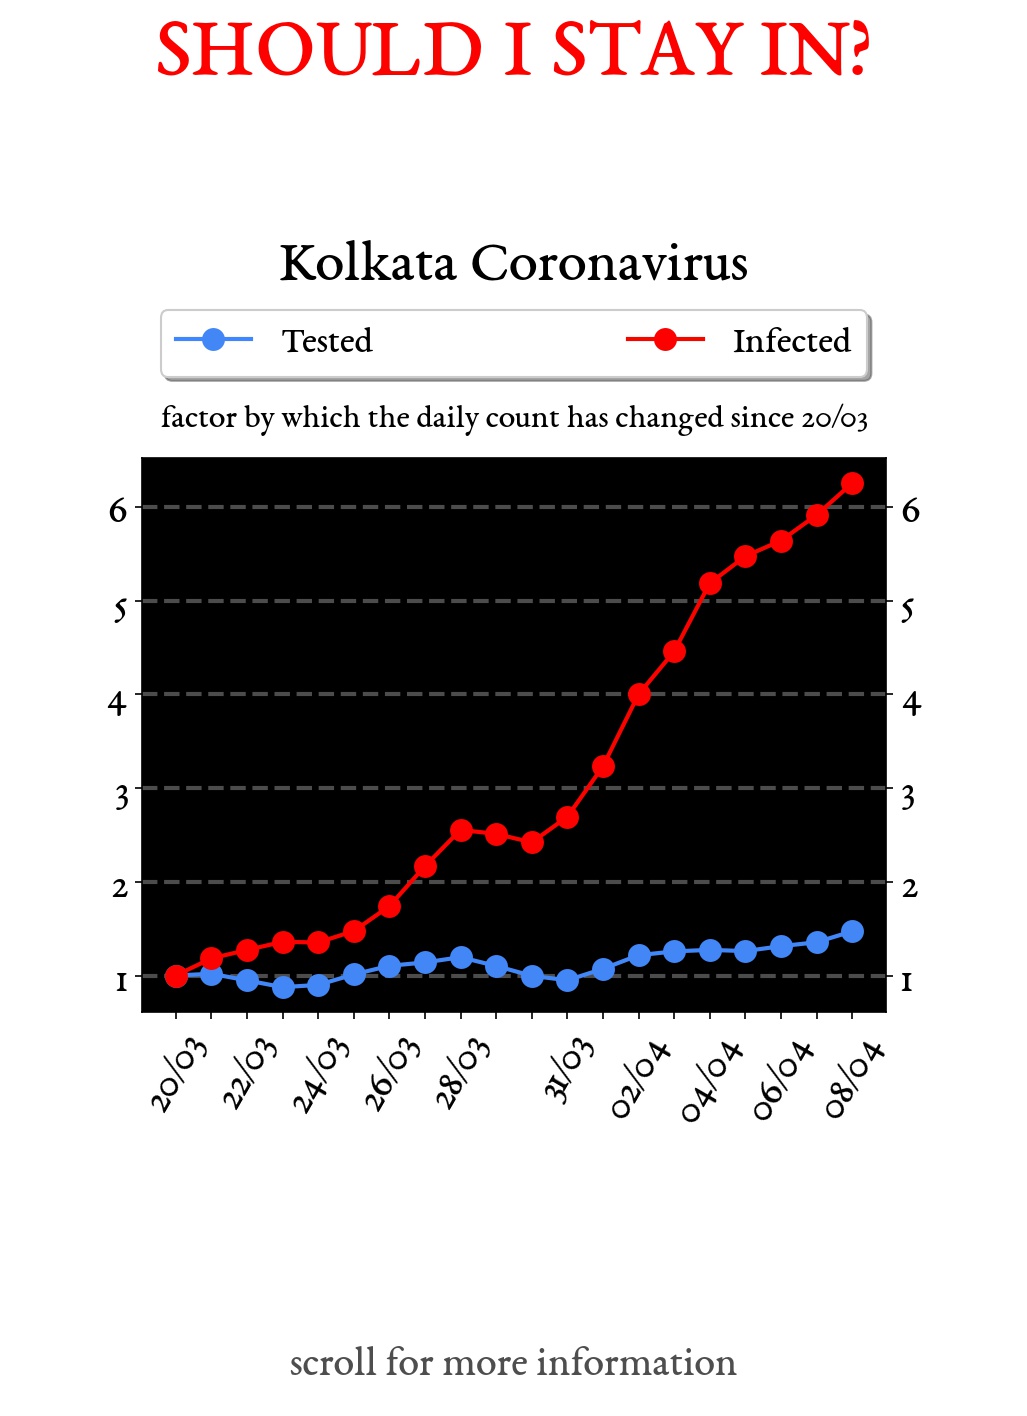 SHOULD I STAY IN?
Kolkata Coronavirus
Tested Infected
factor by which the daily count has changed since 20/03
6 6
5 5
4 4
3 3
2 2
1 1
20/03 22/03 24/03 26/03 28/03 31/03 02/04 04/04 06/04 08/04
scroll for more information